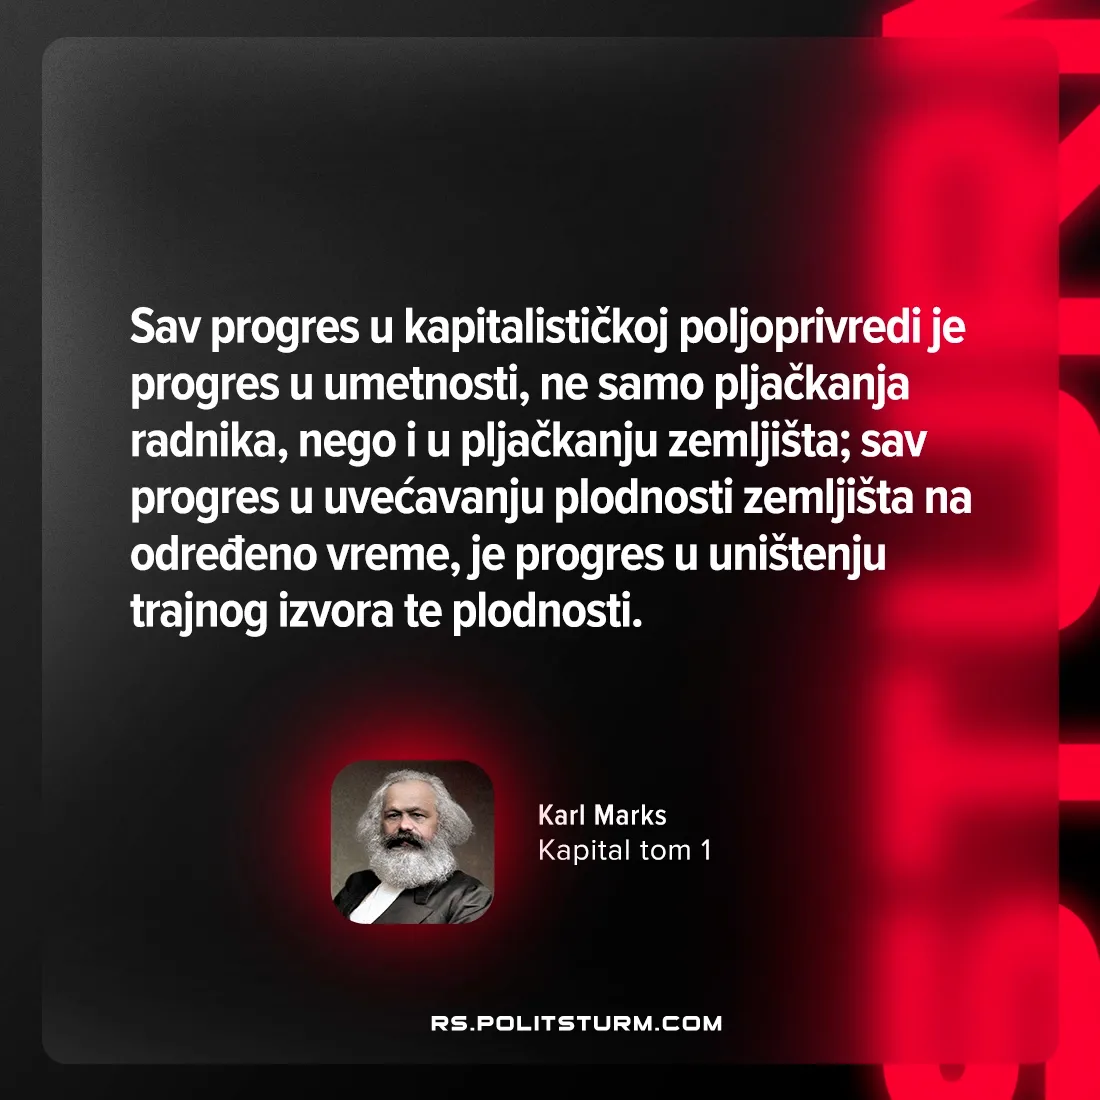 Sav progres u kapitalističkoj poljoprivredi je
progres u umetnosti, ne samo pljačkanja
radnika, nego i u pljačkanju zemljišta; sav
progres u uvećavanju plodnosti zemljišta na
određeno vreme, je progres u uništenju
trajnog izvora te plodnosti.
Karl Marks
Kapital tom 1
RS.POLITSTURM.COM